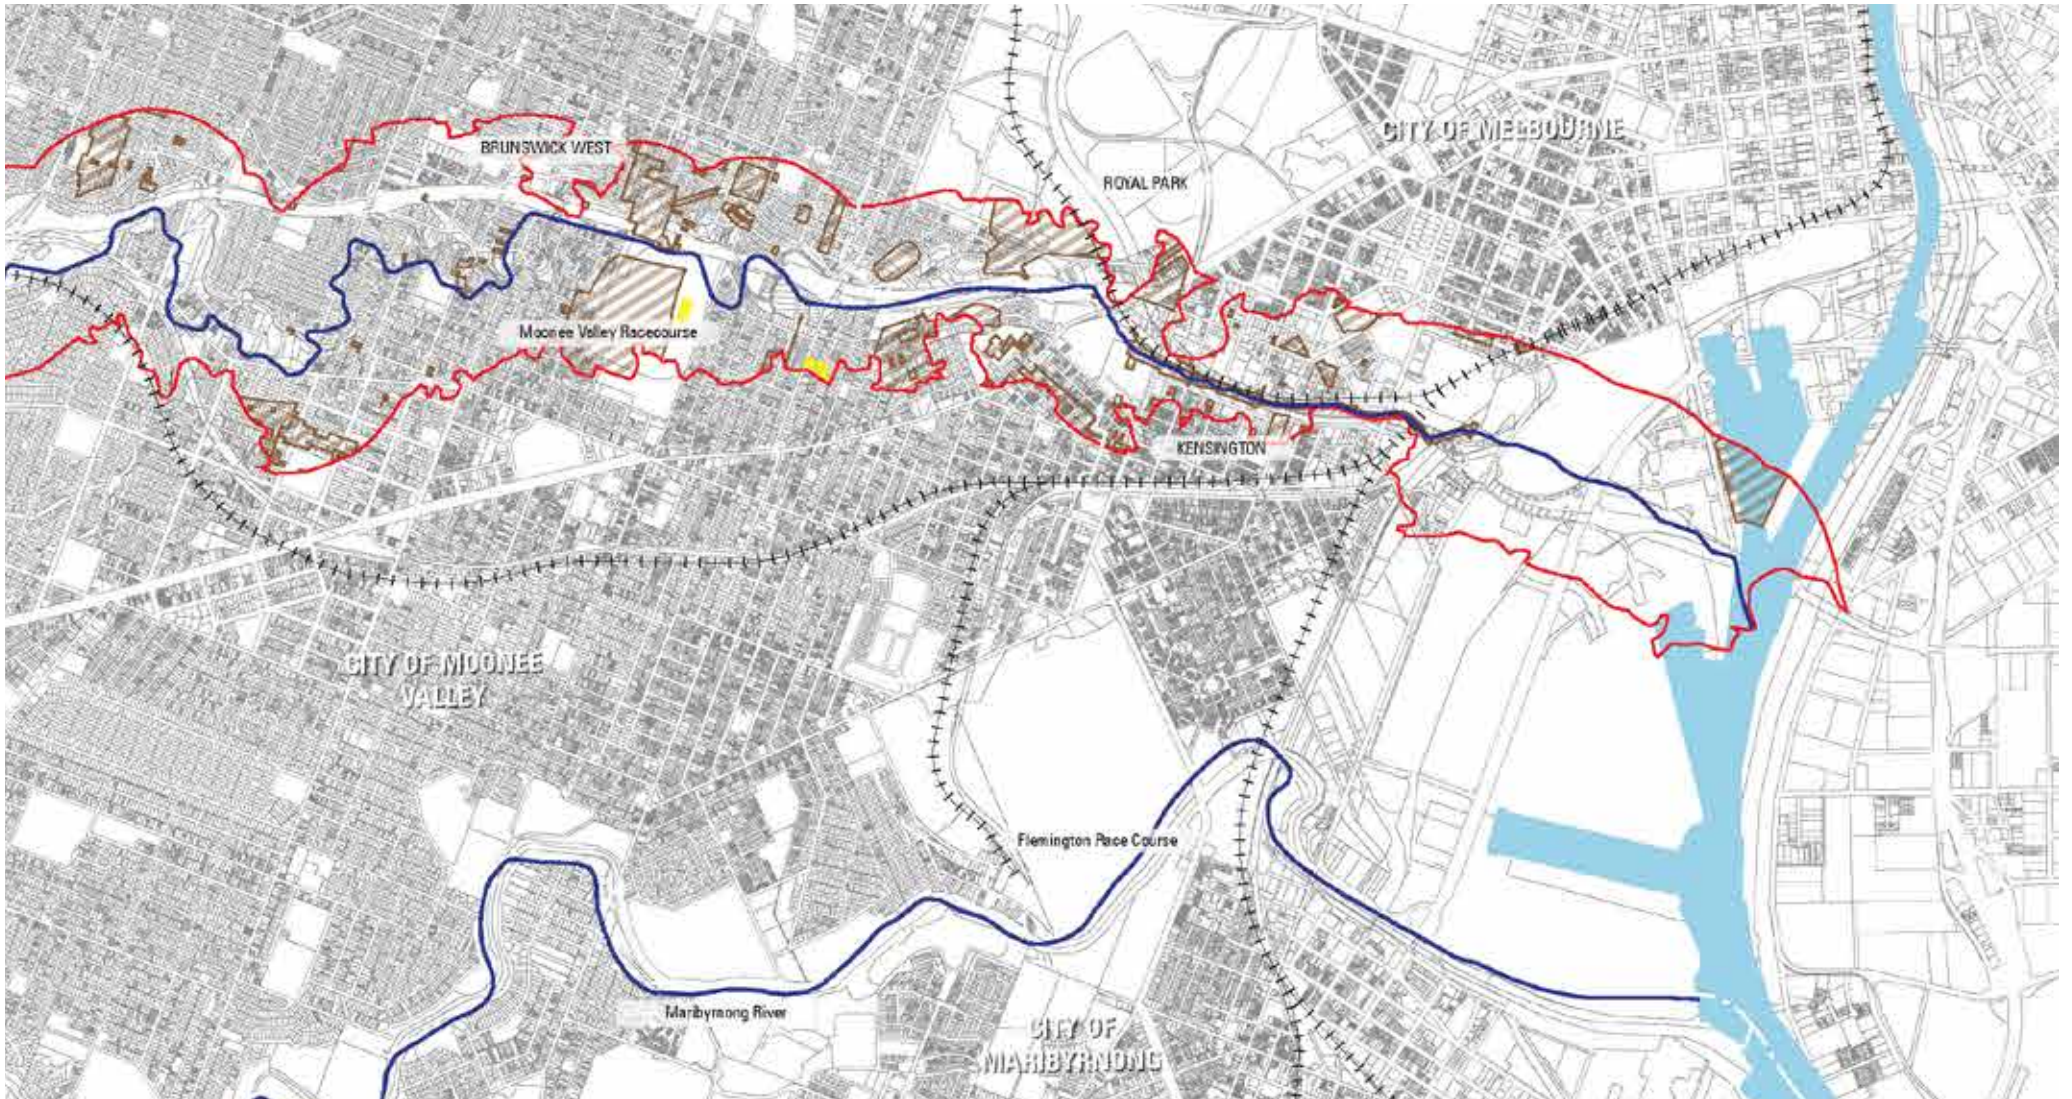 CITY OF MELBOURNE
BRUNSWICK WEST
ROYAL PARK
Moonee Valley Racecourse
KENSINGTON
CITY OF MOONEE
VALLEY
Flemington Race Course
Maribyrnong River
CITY OF
MARIBYRNONG